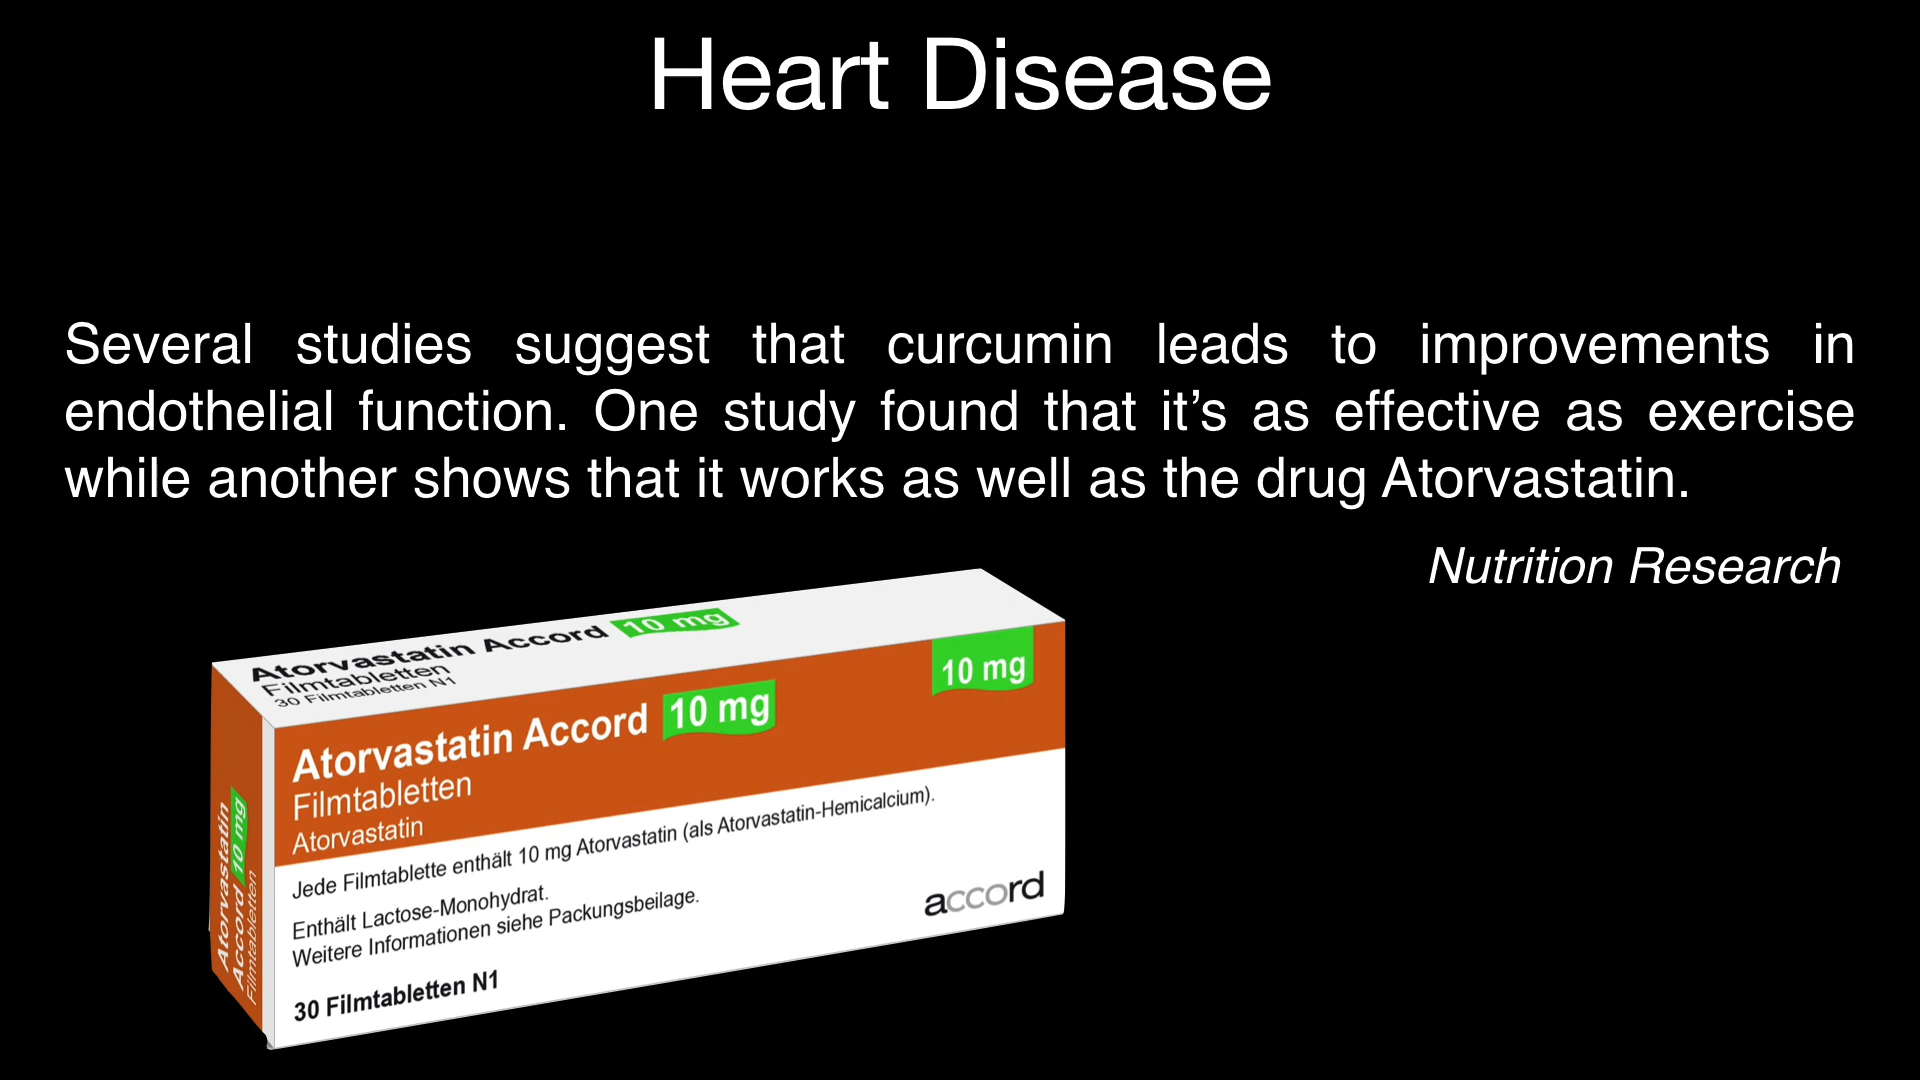 Heart Disease
Several studies suggest that curcumin leads to improvements in
endothelial function. One study found that it’s as effective as exercise
while another shows that it works as well as the drug Atorvastatin.
Nutrition Research
Atorvastatin Accord 10 mg
Filmtabletten
30 Filmtabletten N1
10 mg
Atorvastatin Accord 10 mg
Filmtabletten
Atorvastatin
Jede Filmtablette enthält 10 mg Atorvastatin (als Atorvastatin-Hemicalcium).
Enthält Lactose-Monohydrat.
Weitere Informationen siehe Packungsbeilage.
30 Filmtabletten N1
accord
Atorvastatin
Accord 10 mg
Filmtabletten